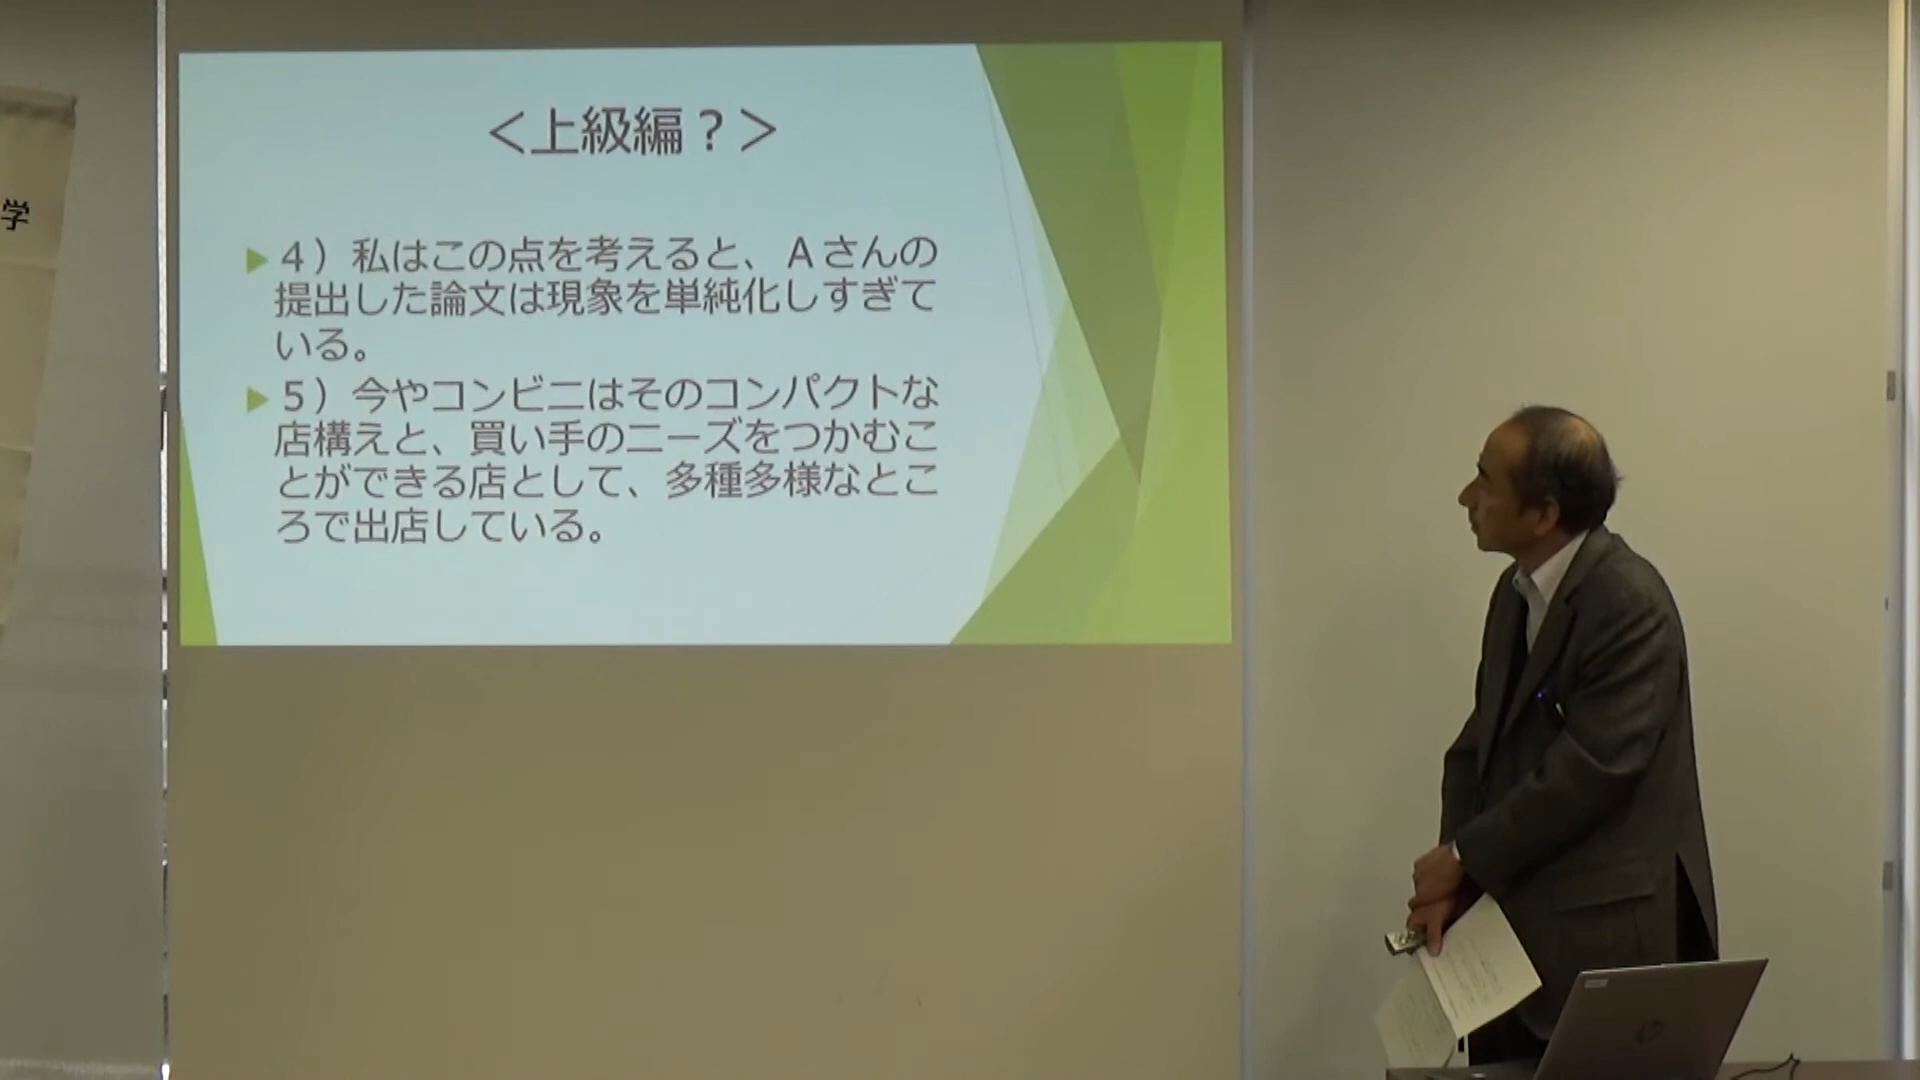 学
＜上級編？＞
４）私はこの点を考えると、Ａさんの
提出した論文は現象を単純化しすぎて
いる。
５）今やコンビニはそのコンパクトな
店構えと、買い手のニーズをつかむこ
とができる店として、多種多様なとこ
ろで出店している。